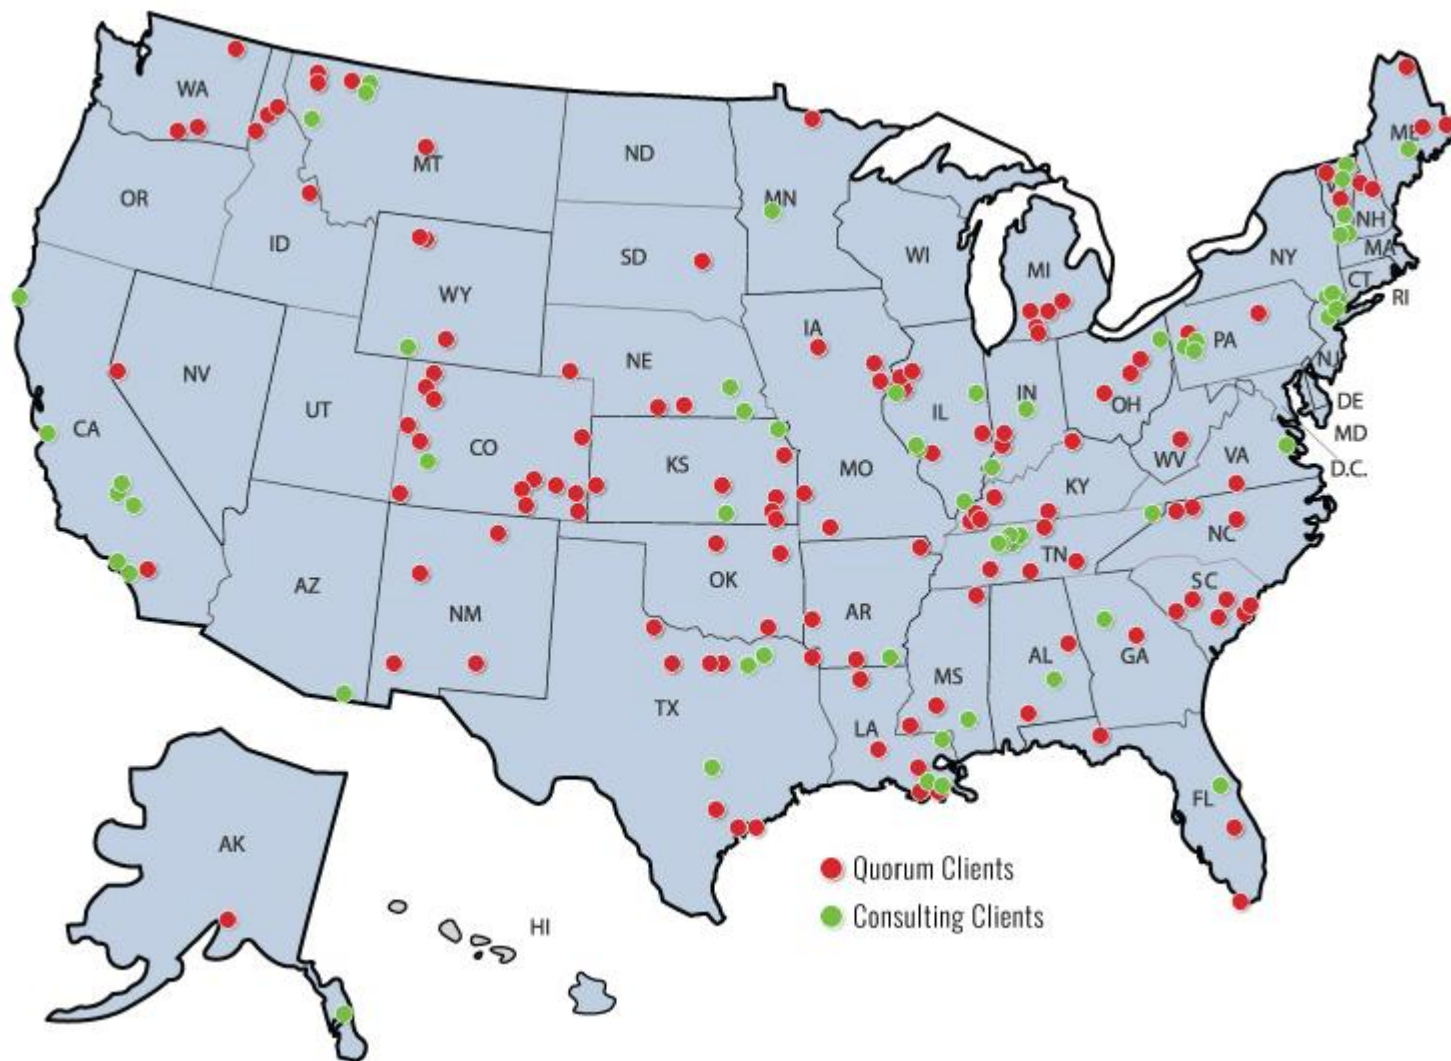 WA
MT
ND
MN
ME
OR
ID
SD
WI
MI
NY
NH
MA
CT
RI
WY
IA
NE
PA
NJ
NV
UT
CO
IL
IN
OH
DE
MD
CA
KS
MO
WV
VA
D.C.
KY
AZ
NM
OK
AR
TN
NC
SC
TX
LA
MS
AL
GA
FL
AK
HI
Quorum Clients
Consulting Clients